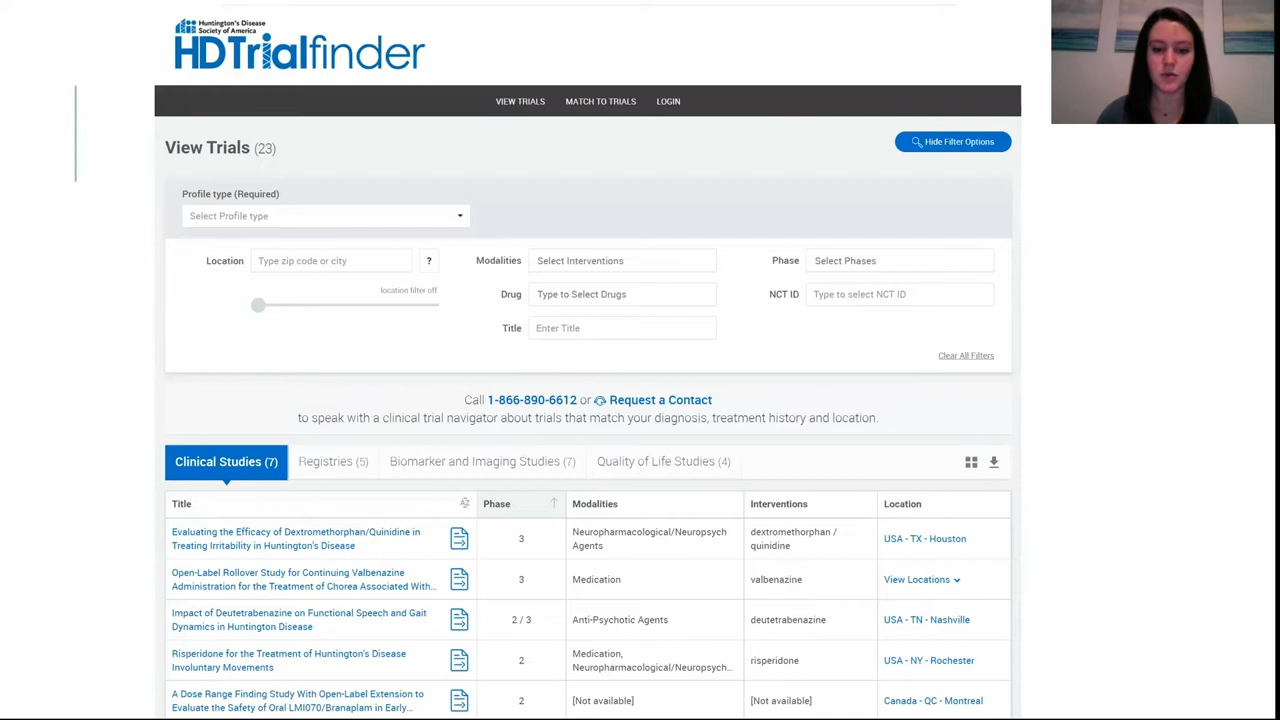 Huntington's Disease
Society of America
HDTrialfinder
VIEW TRIALS
MATCH TO TRIALS
LOGIN
View Trials (23)
Hide Filter Options
Profile type (Required)
Select Profile type
Location
Type zip code or city
?
location filter off
Modalities
Select Interventions
Drug
Type to Select Drugs
Title
Enter Title
Phase
Select Phases
NCT ID
Type to select NCT ID
Clear All Filters
Call 1-866-890-6612 or Request a Contact
to speak with a clinical trial navigator about trials that match your diagnosis, treatment history and location.
Clinical Studies (7)
Registries (5)
Biomarker and Imaging Studies (7)
Quality of Life Studies (4)
Title
Phase
Modalities
Interventions
Location
Evaluating the Efficacy of Dextromethorphan/Quinidine in
Treating Irritability in Huntington's Disease
3
Neuropharmacological/Neuropsych
Agents
dextromethorphan /
quinidine
USA - TX - Houston
Open-Label Rollover Study for Continuing Valbenazine
Administration for the Treatment of Chorea Associated With...
3
Medication
valbenazine
View Locations
Impact of Deutetrabenazine on Functional Speech and Gait
Dynamics in Huntington Disease
2 / 3
Anti-Psychotic Agents
deutetrabenazine
USA - TN - Nashville
Risperidone for the Treatment of Huntington's Disease
Involuntary Movements
2
Medication,
Neuropharmacological/Neuropsych...
risperidone
USA - NY - Rochester
A Dose Range Finding Study With Open-Label Extension to
Evaluate the Safety of Oral LMI070/Branaplam in Early...
2
[Not available]
[Not available]
Canada - QC - Montreal